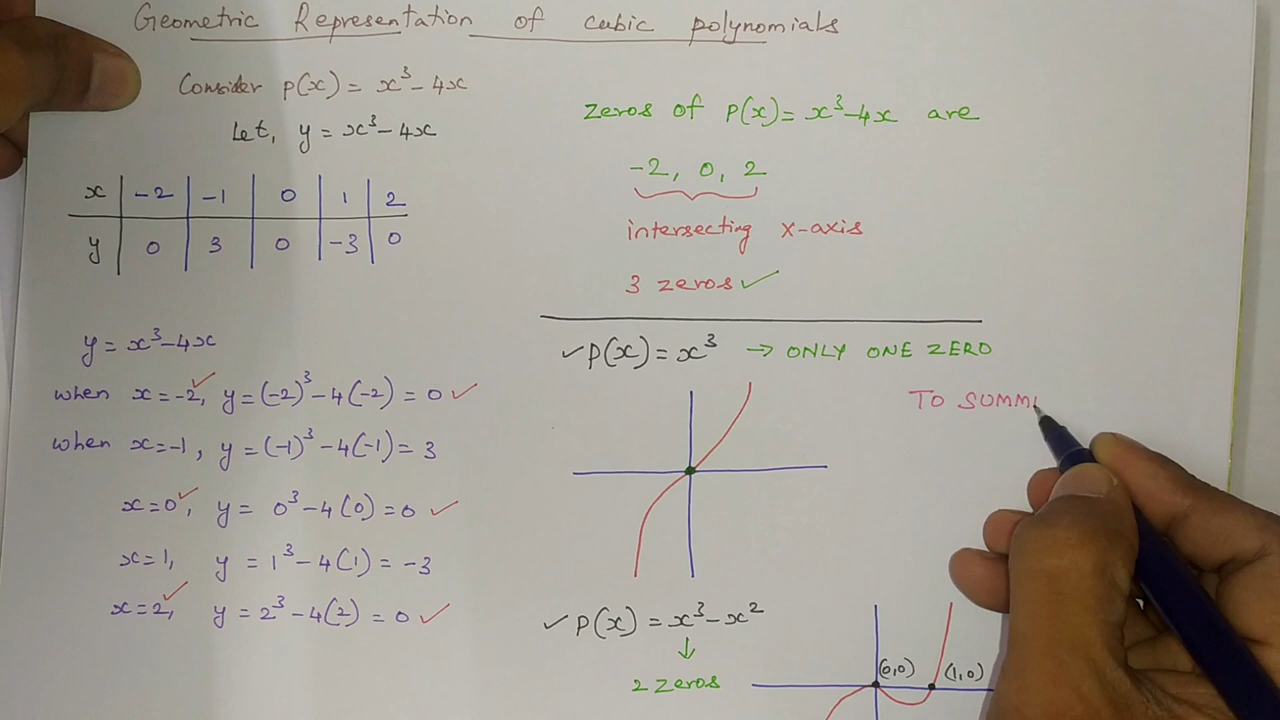 Geometric Representation of cubic polynomials
Consider p(x) = x³ - 4x
Let, y = x³ - 4x
x | -2 | -1 | 0 | 1 | 2
y | 0 | 3 | 0 | -3 | 0
y = x³ - 4x
when x = -2, ✓ y = (-2)³ - 4(-2) = 0 ✓
when x = -1, y = (-1)³ - 4(-1) = 3
x = 0, ✓ y = 0³ - 4(0) = 0 ✓
x = 1, y = 1³ - 4(1) = -3
x = 2, ✓ y = 2³ - 4(2) = 0 ✓
zeros of p(x) = x³ - 4x are
-2, 0, 2
intersecting x-axis
3 zeros ✓
✓ p(x) = x³ → ONLY ONE ZERO
TO SUMM
✓ p(x) = x³ - x²
↓
2 zeros
(0,0) (1,0)